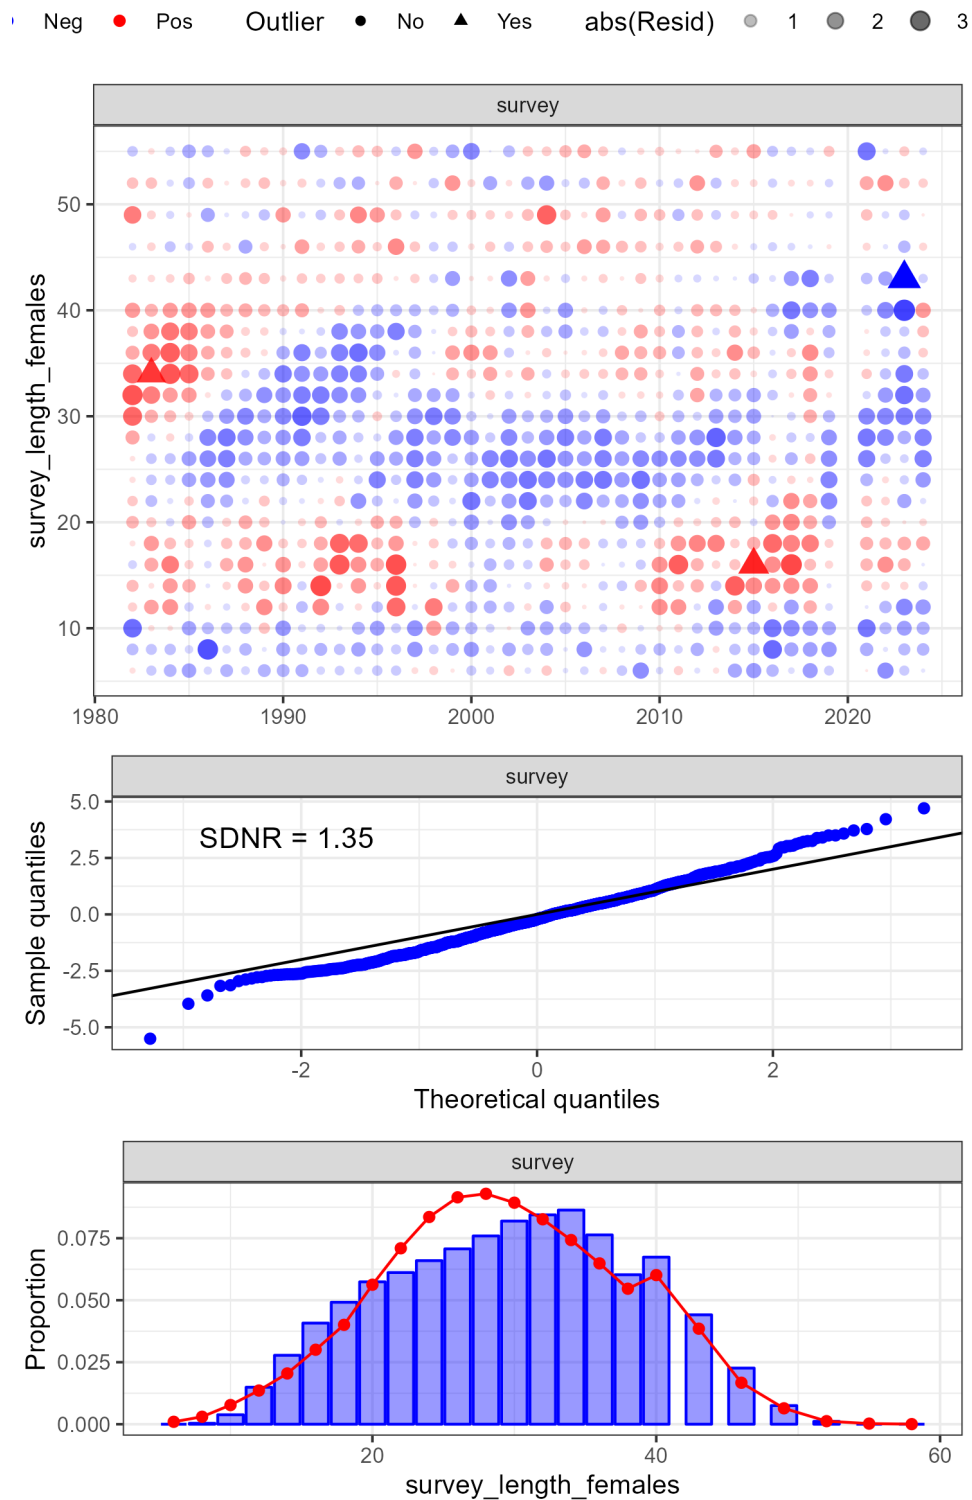 Neg Pos Outlier No Yes abs(Resid) 1 2 3
survey
survey_length_females
50
40
30
20
10
1980 1990 2000 2010 2020
survey
Sample quantiles
5.0
SDNR = 1.35
2.5
0.0
-2.5
-5.0
-2 0 2
Theoretical quantiles
survey
Proportion
0.075
0.050
0.025
0.000
20 40 60
survey_length_females